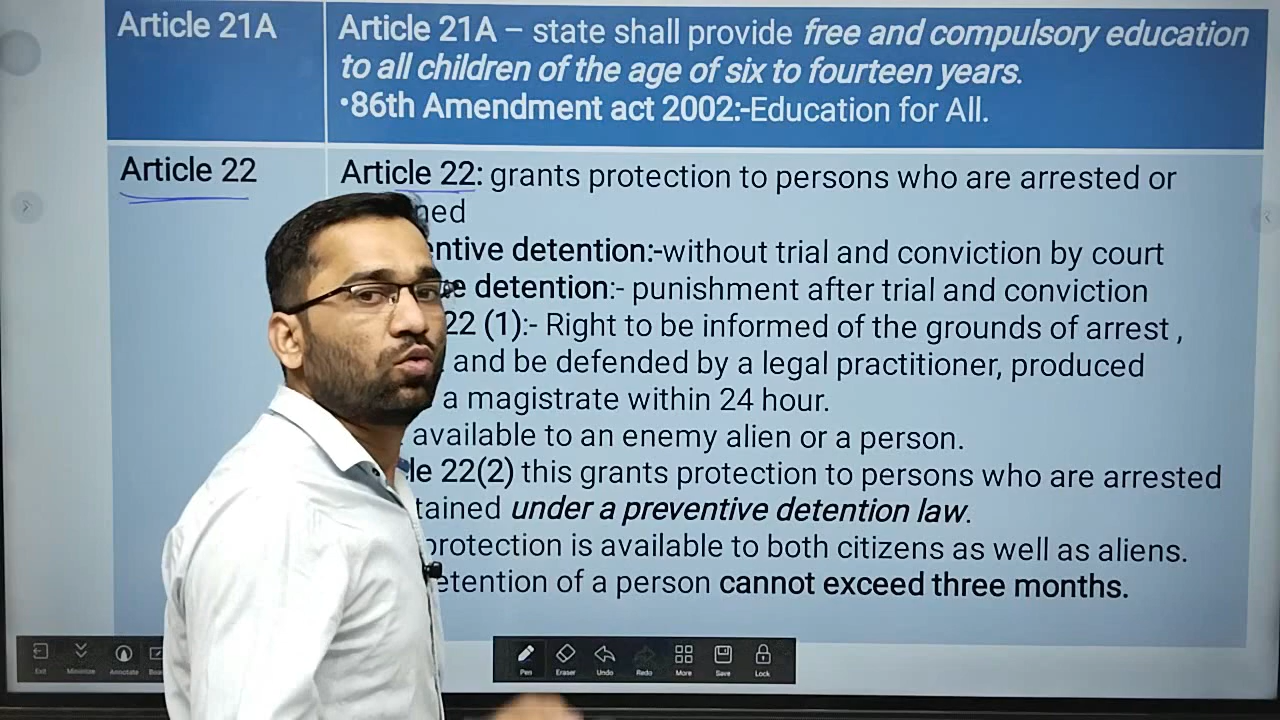 Article 21A
Article 21A – state shall provide free and compulsory education
to all children of the age of six to fourteen years.
•86th Amendment act 2002:-Education for All.
Article 22
Article 22: grants protection to persons who are arrested or
detention:-without trial and conviction by court
detention:- punishment after trial and conviction
22 (1):- Right to be informed of the grounds of arrest ,
and be defended by a legal practitioner, produced
a magistrate within 24 hour.
available to an enemy alien or a person.
22(2) this grants protection to persons who are arrested
under a preventive detention law.
protection is available to both citizens as well as aliens.
of a person cannot exceed three months.
Exit
Minimize
Annotate
Pen
Eraser
Undo
Redo
More
Save
Lock